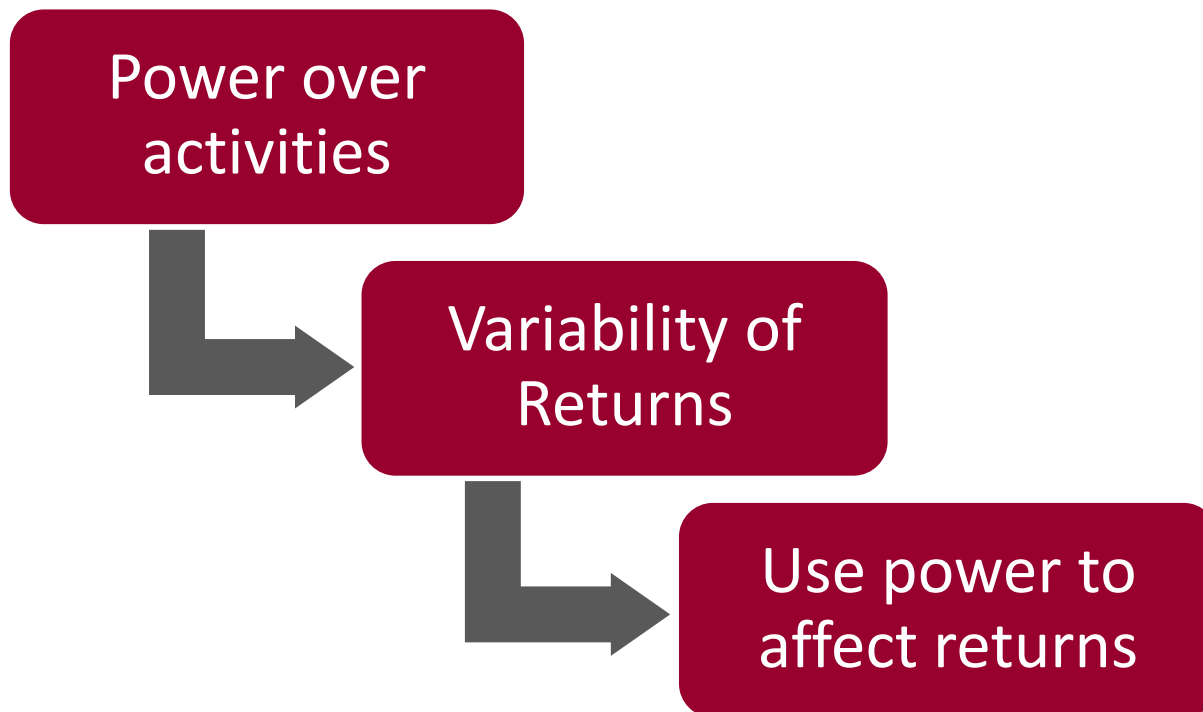 Power over
activities
Variability of
Returns
Use power to
affect returns